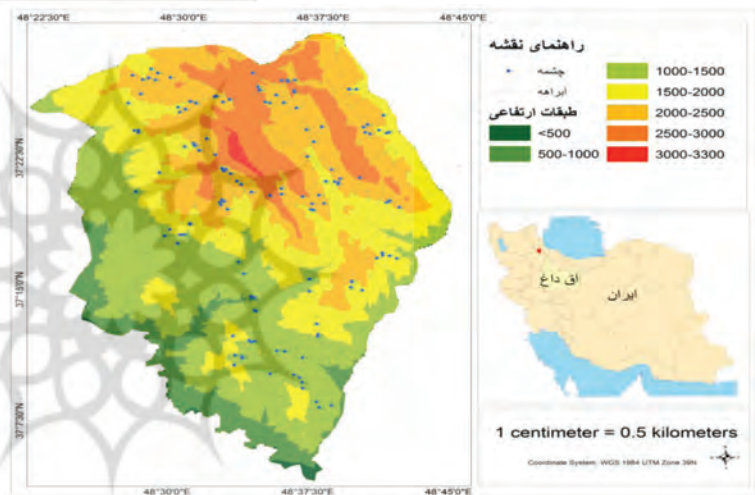 48°22'30"E 48°30'0"E 48°37'30"E 48°45'0"E
37°22'30"N
37°15'0"N
37°7'30"N
48°30'0"E 48°37'30"E 48°45'0"E
راهنمای نقشه
چشمه
ابراهه
طبقات ارتفاعی
<500
500-1000
1000-1500
1500-2000
2000-2500
2500-3000
3000-3300
اق داغ
ایران
1 centimeter = 0.5 kilometers
Coordinate System: WGS 1984 UTM Zone 39N